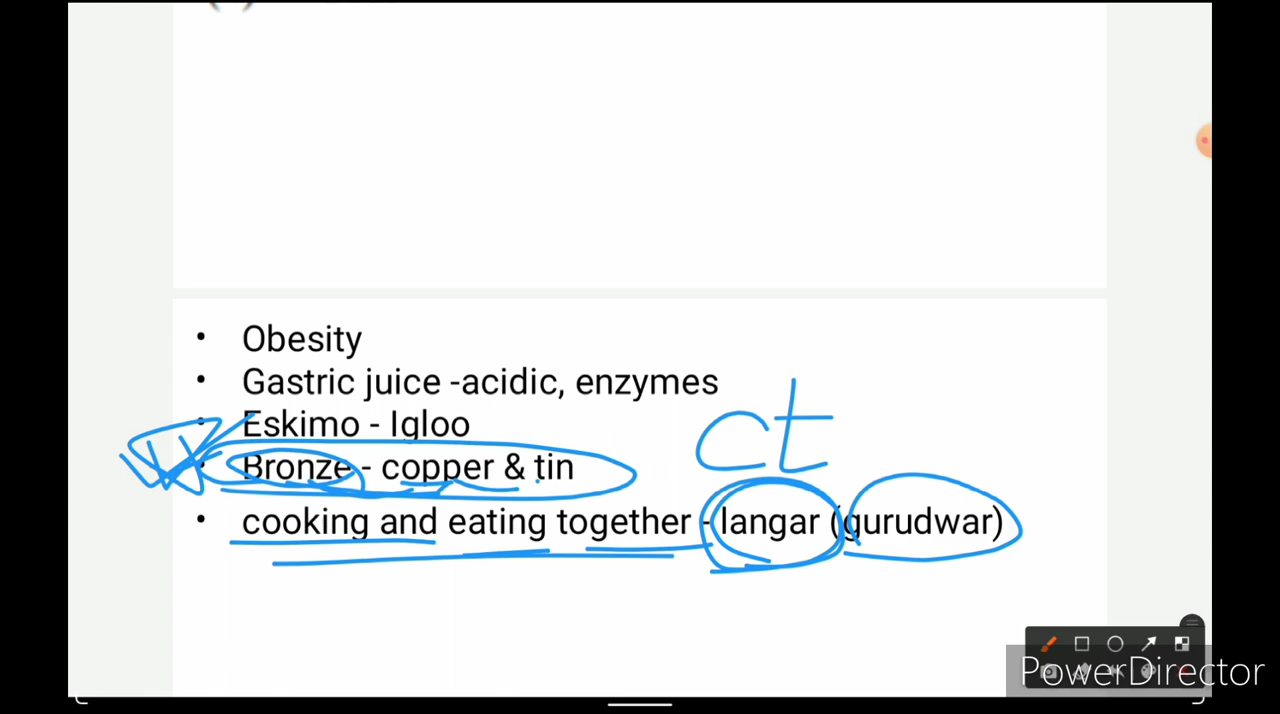 • Obesity
• Gastric juice -acidic, enzymes
• Eskimo - Igloo
ct
• Bronze - copper & tin
• cooking and eating together - langar (gurudwar)
PowerDirector